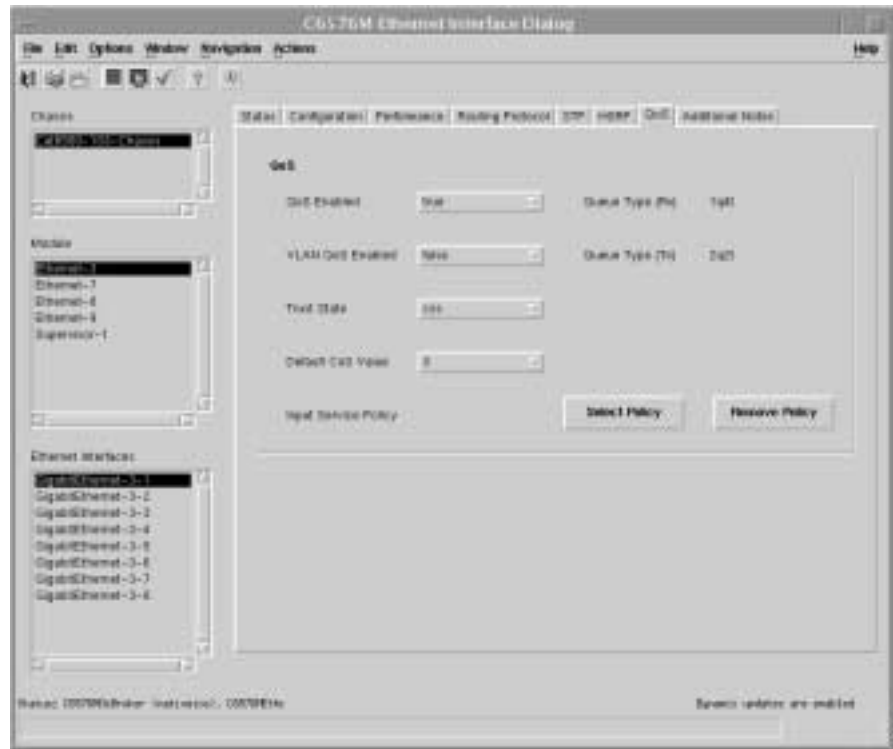 C6576M Ethernet Interface Dialog
File Edit Options Window Navigation Actions Help
Chassis
Module
Ethernet-3
Ethernet-7
Ethernet-8
Ethernet-9
Supervisor-1
Ethernet Interfaces
GigabitEthernet-3-1
GigabitEthernet-3-2
GigabitEthernet-3-3
GigabitEthernet-3-4
GigabitEthernet-3-5
GigabitEthernet-3-6
GigabitEthernet-3-7
GigabitEthernet-3-8
Status Configuration Performance Routing Protocol STP HSRP QoS Additional Notes
QoS
QoS Enabled true Queue Type (Rx)
VLAN QoS Enabled false Queue Type (Tx)
Trust State cos
Default CoS Value 0
Input Service Policy Select Policy Remove Policy
Dynamic updates are enabled